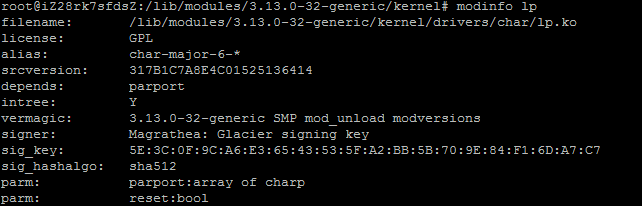 root@iZ28rk7sfdsZ:/lib/modules/3.13.0-32-generic/kernel# modinfo lp
filename:       /lib/modules/3.13.0-32-generic/kernel/drivers/char/lp.ko
license:        GPL
alias:          char-major-6-*
srcversion:     317B1C7A8E4C01525136414
depends:        parport
intree:         Y
vermagic:       3.13.0-32-generic SMP mod_unload modversions
signer:         Magrathea: Glacier signing key
sig_key:        5E:3C:0F:9C:A6:E3:65:43:53:5F:A2:BB:5B:70:9E:84:F1:6D:A7:C7
sig_hashalgo:   sha512
parm:           parport:array of charp
parm:           reset:bool